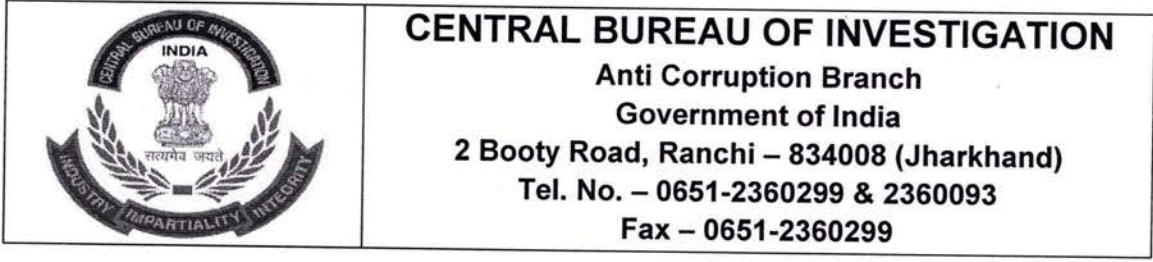 CENTRAL BUREAU OF INVESTIGATION
INDIA
सत्यमेव जयते
INDUSTRY IMPARTIALITY INTEGRITY
CENTRAL BUREAU OF INVESTIGATION
Anti Corruption Branch
Government of India
2 Booty Road, Ranchi – 834008 (Jharkhand)
Tel. No. – 0651-2360299 & 2360093
Fax – 0651-2360299